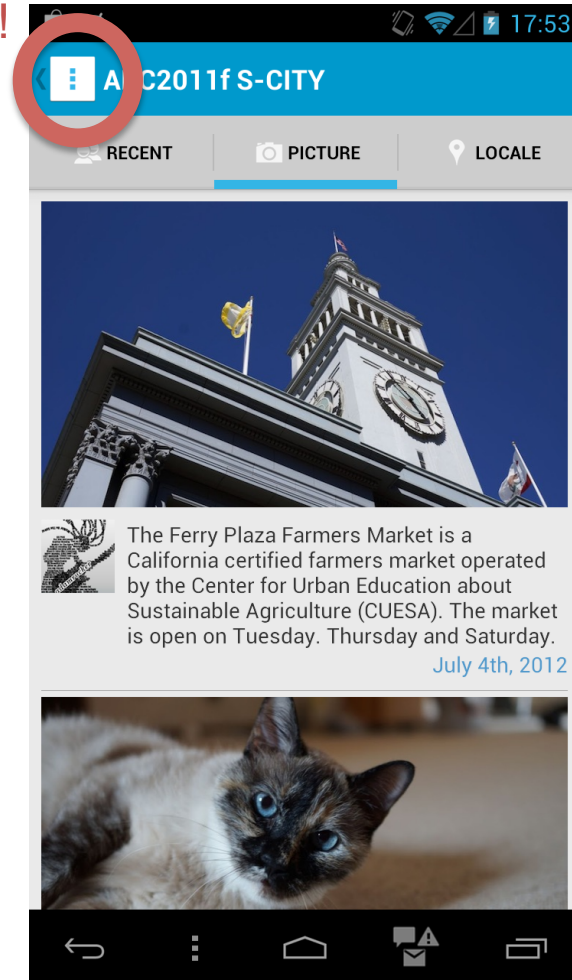 !
17:53
C2011f S-CITY
RECENT
PICTURE
LOCALE
The Ferry Plaza Farmers Market is a
California certified farmers market operated
by the Center for Urban Education about
Sustainable Agriculture (CUESA). The market
is open on Tuesday. Thursday and Saturday.
July 4th, 2012